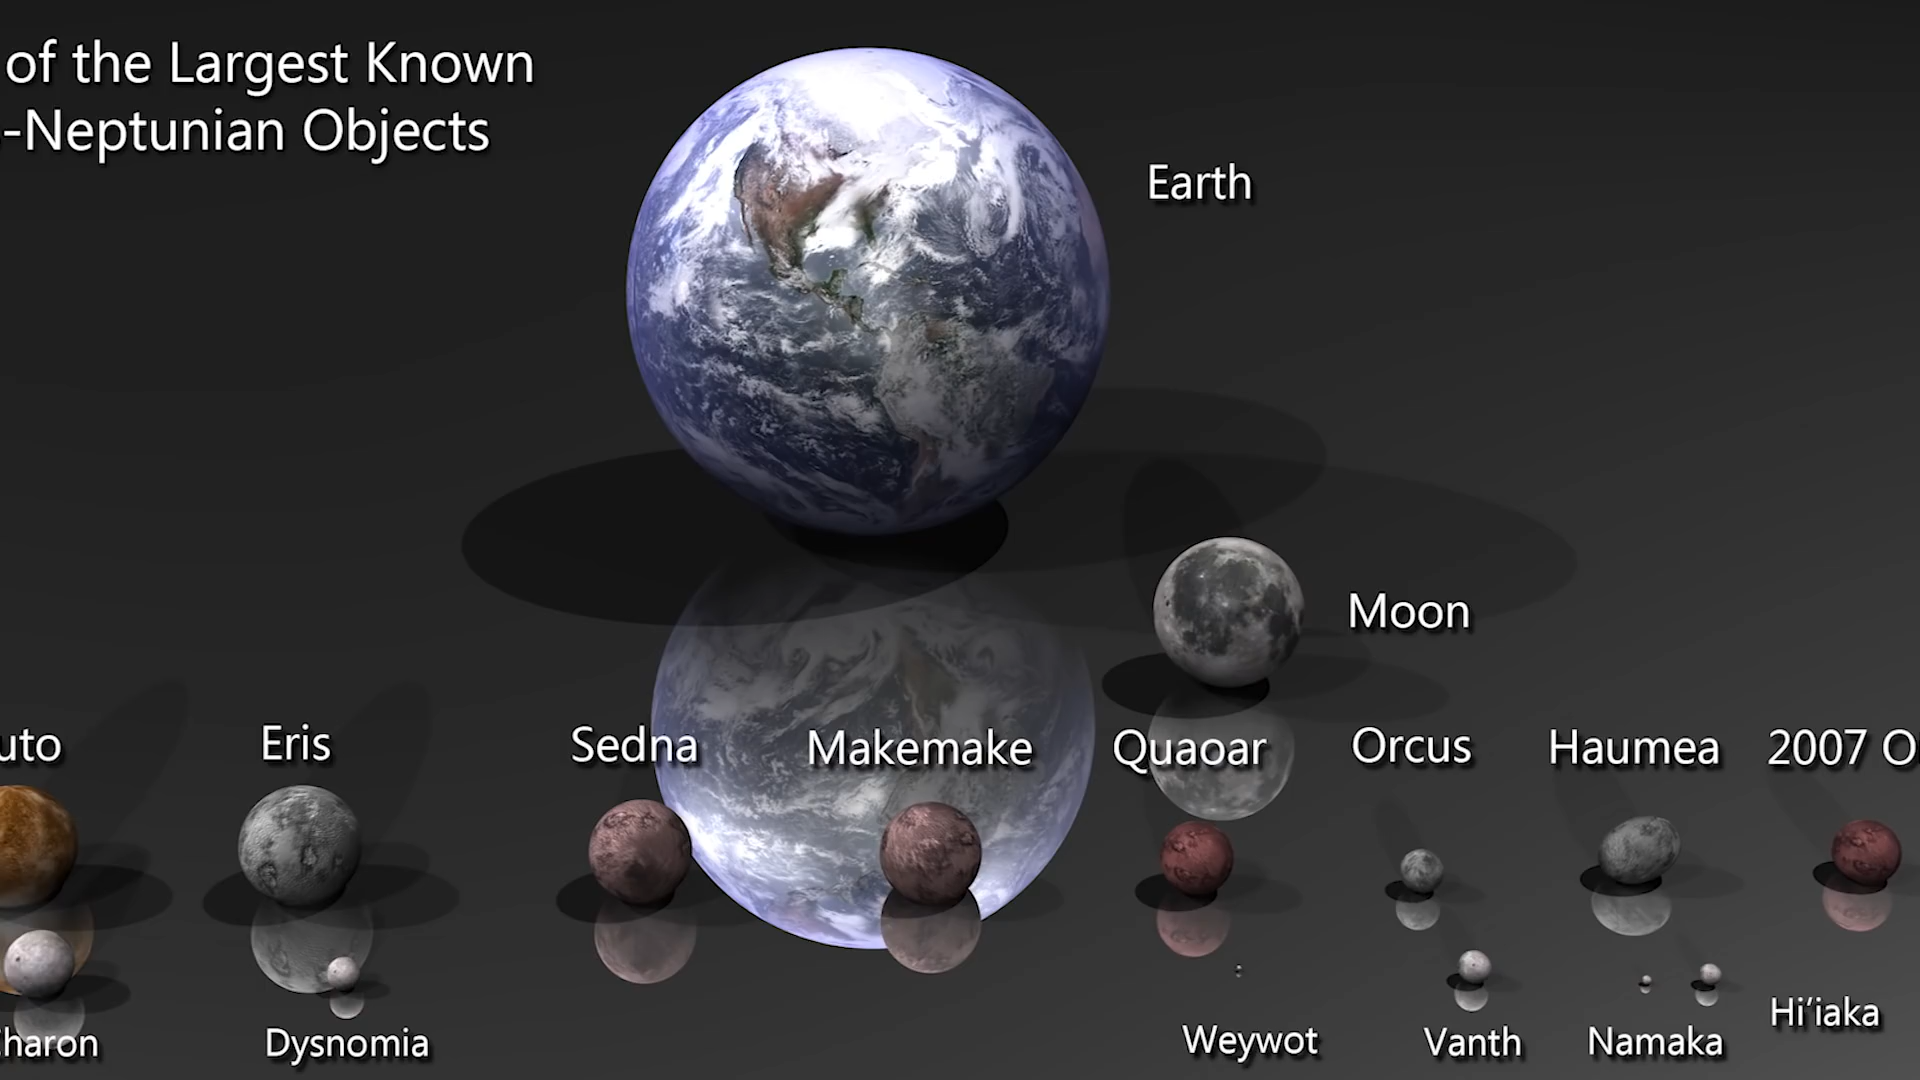 of the Largest Known
-Neptunian Objects
Earth
Moon
uto
Eris
Sedna
Makemake
Quaoar
Orcus
Haumea
2007 O
Charon
Dysnomia
Weywot
Vanth
Namaka
Hi'iaka